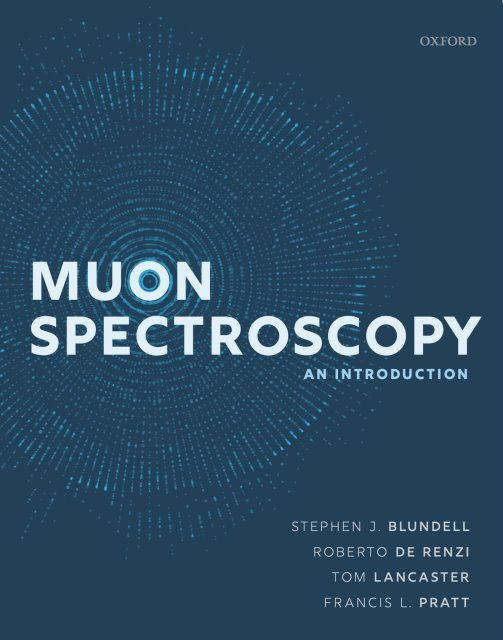 OXFORD
MUON
SPECTROSCOPY
AN INTRODUCTION
STEPHEN J. BLUNDELL
ROBERTO DE RENZI
TOM LANCASTER
FRANCIS L. PRATT